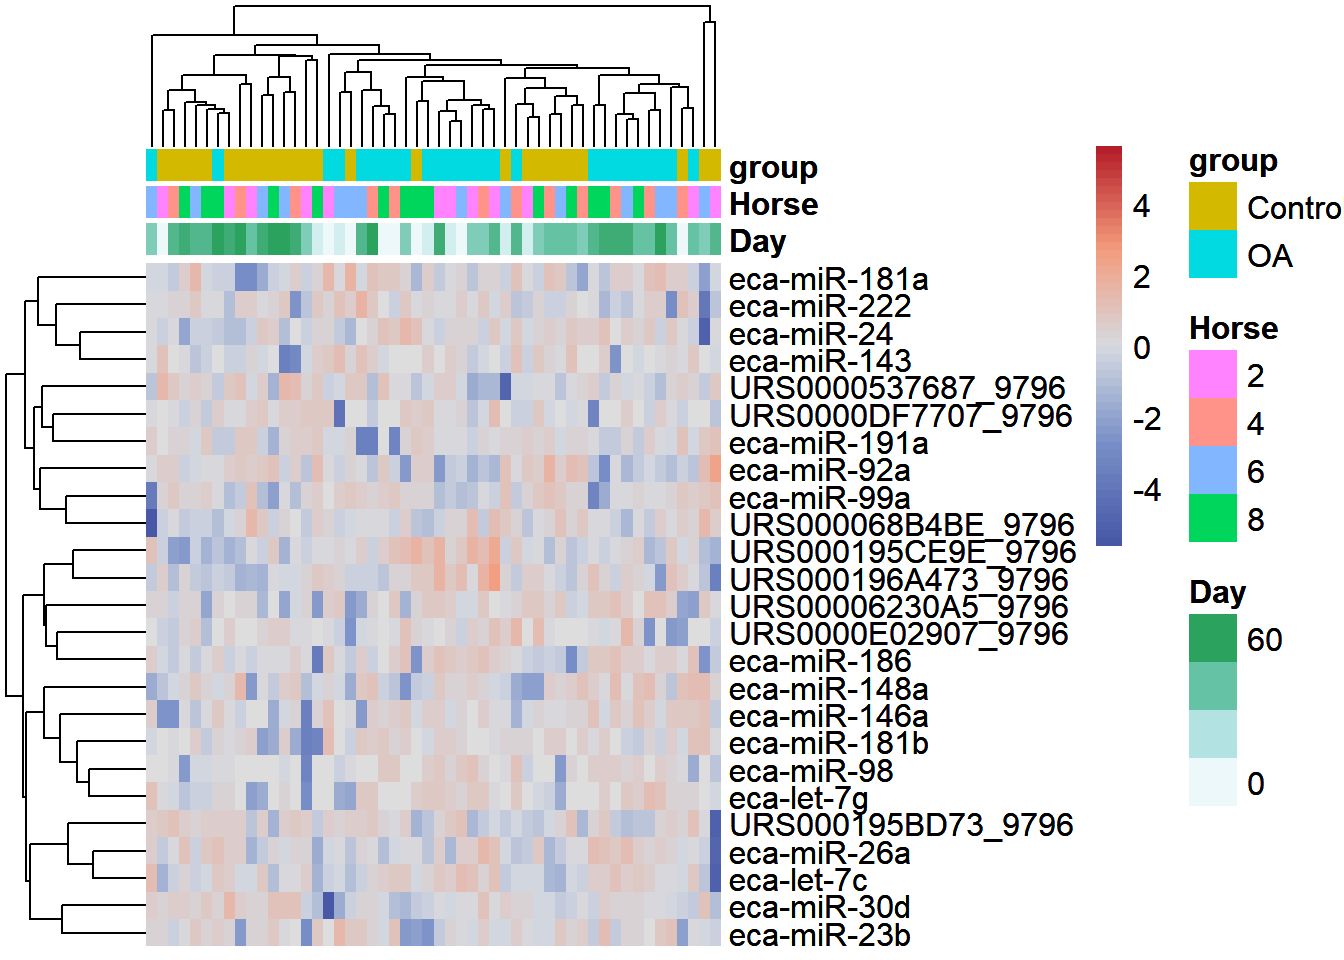 group
Horse
Day
eca-miR-181a
eca-miR-222
eca-miR-24
eca-miR-143
URS0000537687_9796
URS0000DF7707_9796
eca-miR-191a
eca-miR-92a
eca-miR-99a
URS000068B4BE_9796
URS000195CE9E_9796
URS000196A473_9796
URS00006230A5_9796
URS0000E02907_9796
eca-miR-186
eca-miR-148a
eca-miR-146a
eca-miR-181b
eca-miR-98
eca-let-7g
URS000195BD73_9796
eca-miR-26a
eca-let-7c
eca-miR-30d
eca-miR-23b
4
2
0
-2
-4
group
Contro
OA
Horse
2
4
6
8
Day
60
0